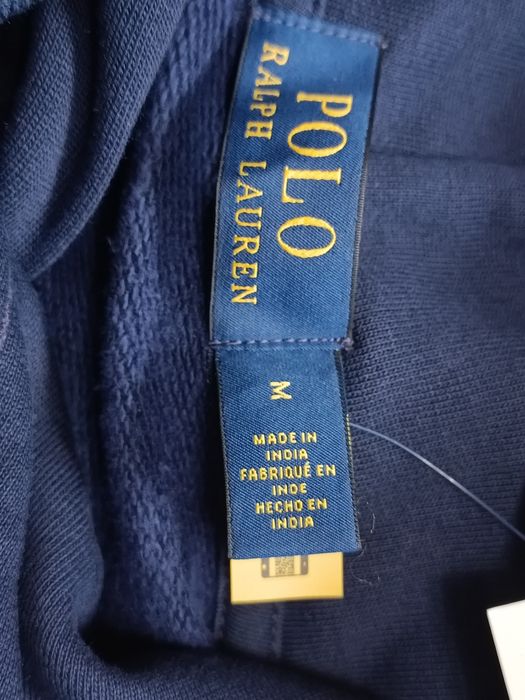 POLO
RALPH LAUREN
M
MADE IN
INDIA
FABRIQUÉ EN
INDE
HECHO EN
INDIA